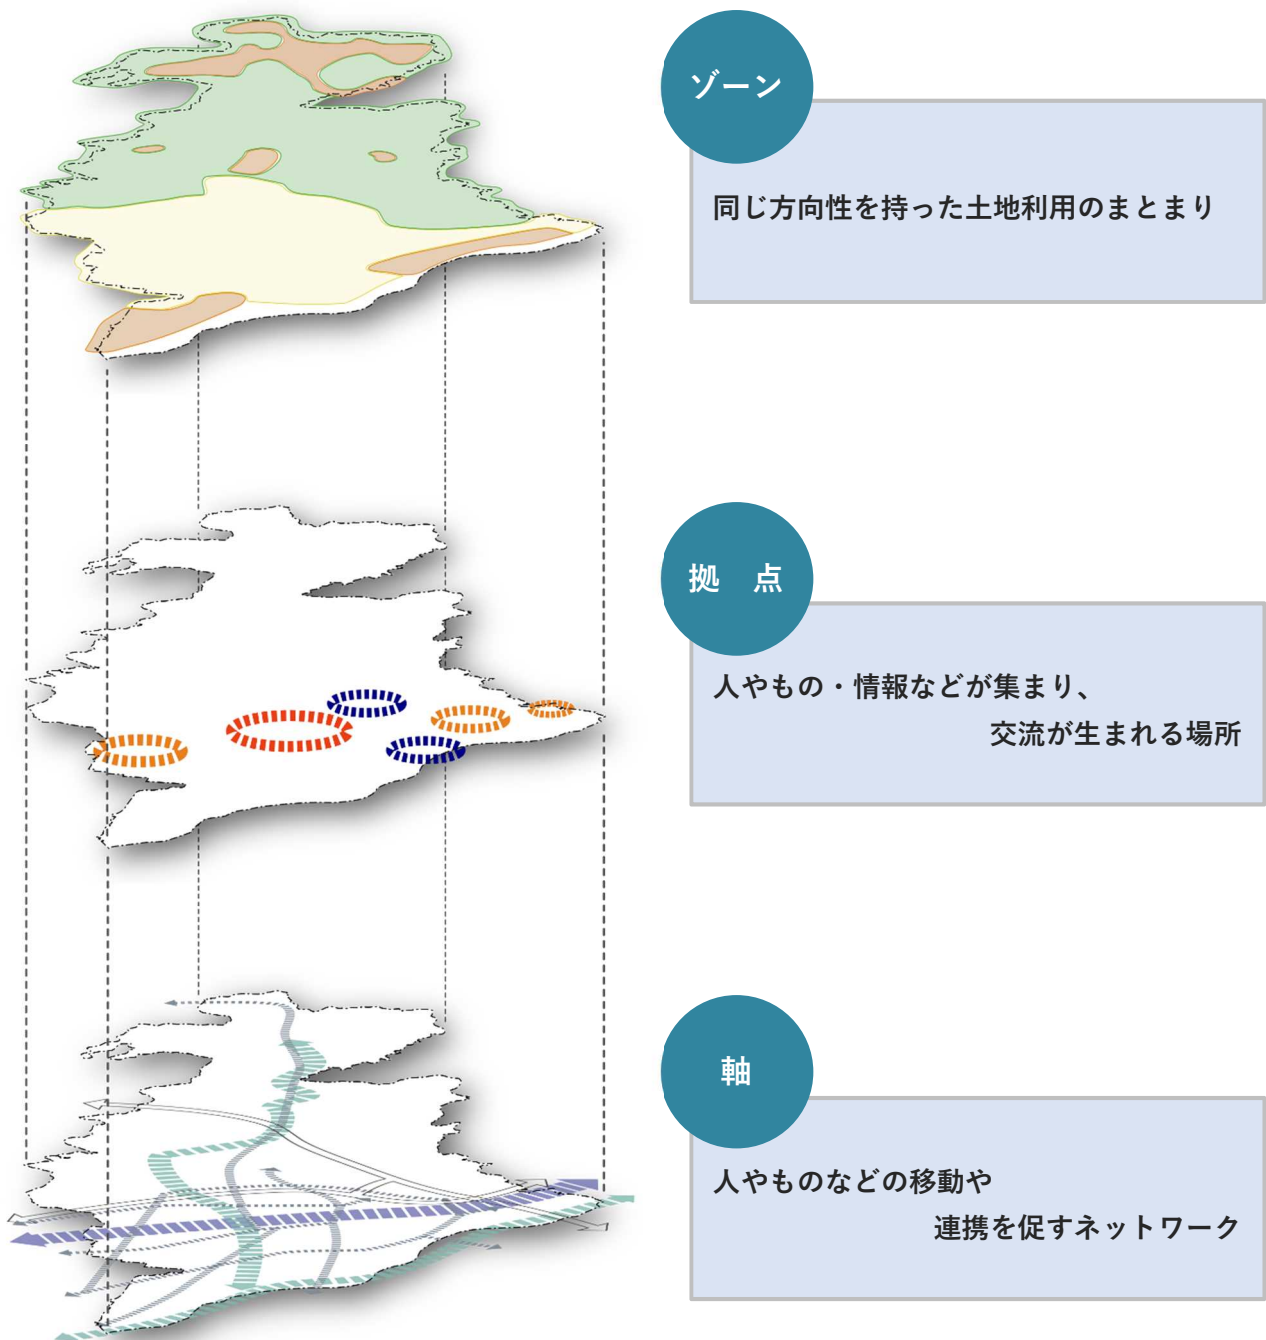 ゾーン
同じ方向性を持った土地利用のまとまり
拠　点
人やもの・情報などが集まり、
交流が生まれる場所
軸
人やものなどの移動や
連携を促すネットワーク